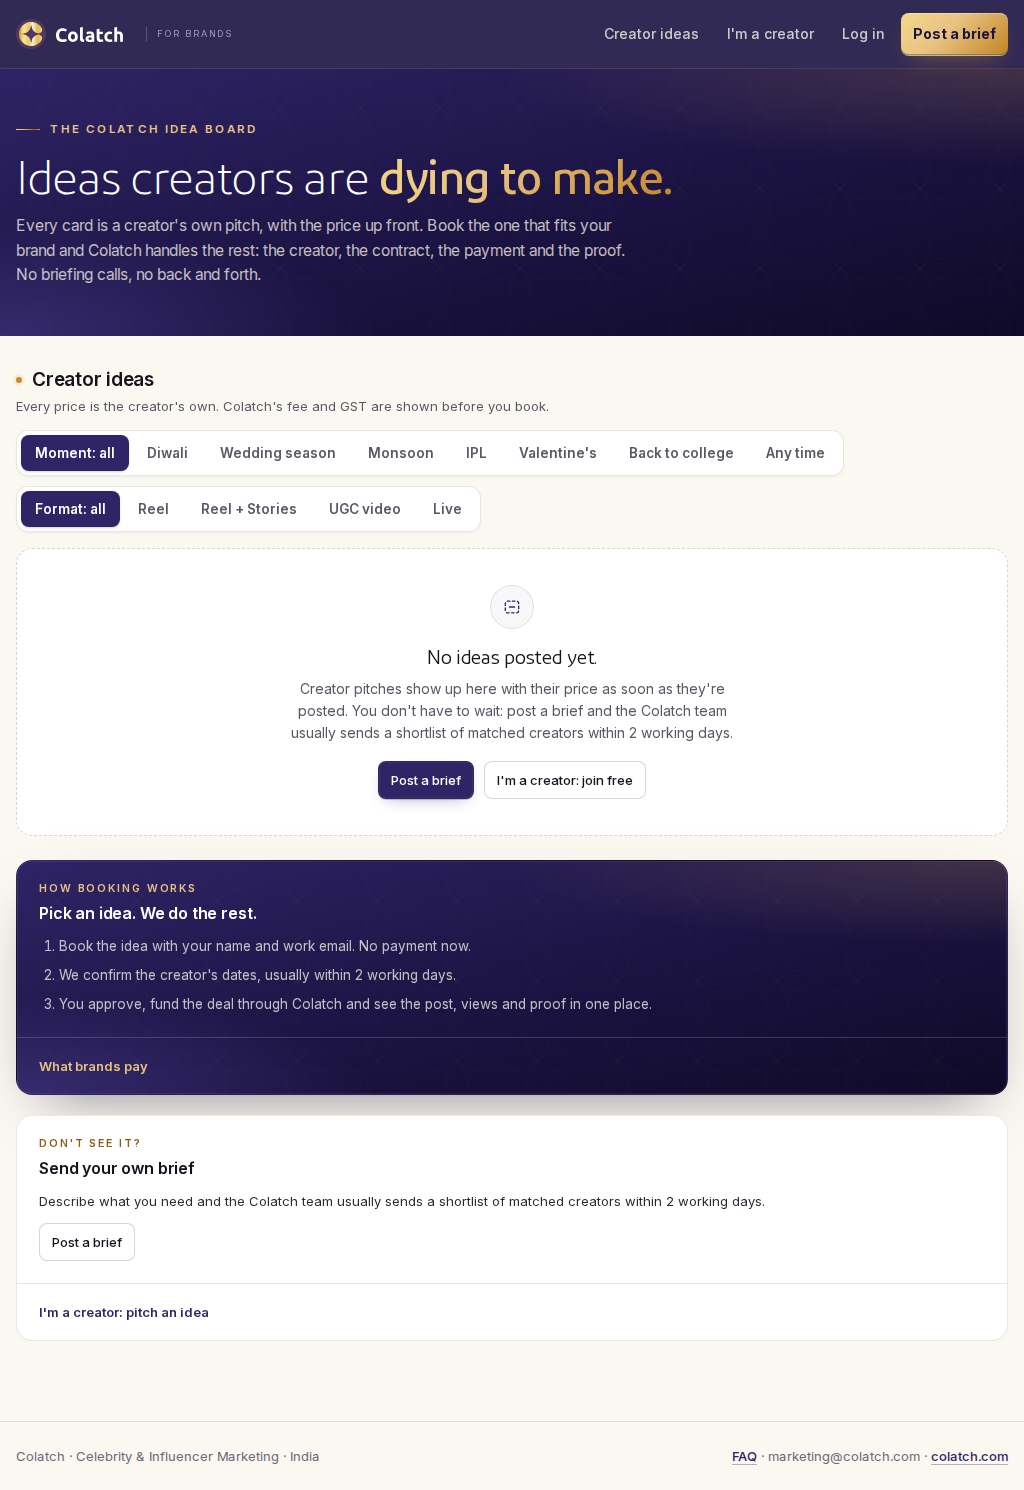 Colatch
FOR BRANDS
Creator ideas
I'm a creator
Log in
Post a brief
THE COLATCH IDEA BOARD
Ideas creators are dying to make.
Every card is a creator's own pitch, with the price up front. Book the one that fits your
brand and Colatch handles the rest: the creator, the contract, the payment and the proof.
No briefing calls, no back and forth.
Creator ideas
Every price is the creator's own. Colatch's fee and GST are shown before you book.
Moment: all
Diwali
Wedding season
Monsoon
IPL
Valentine's
Back to college
Any time
Format: all
Reel
Reel + Stories
UGC video
Live
No ideas posted yet.
Creator pitches show up here with their price as soon as they're
posted. You don't have to wait: post a brief and the Colatch team
usually sends a shortlist of matched creators within 2 working days.
Post a brief
I'm a creator: join free
HOW BOOKING WORKS
Pick an idea. We do the rest.
1. Book the idea with your name and work email. No payment now.
2. We confirm the creator's dates, usually within 2 working days.
3. You approve, fund the deal through Colatch and see the post, views and proof in one place.
What brands pay
DON'T SEE IT?
Send your own brief
Describe what you need and the Colatch team usually sends a shortlist of matched creators within 2 working days.
Post a brief
I'm a creator: pitch an idea
Colatch · Celebrity & Influencer Marketing · India
FAQ · marketing@colatch.com · colatch.com